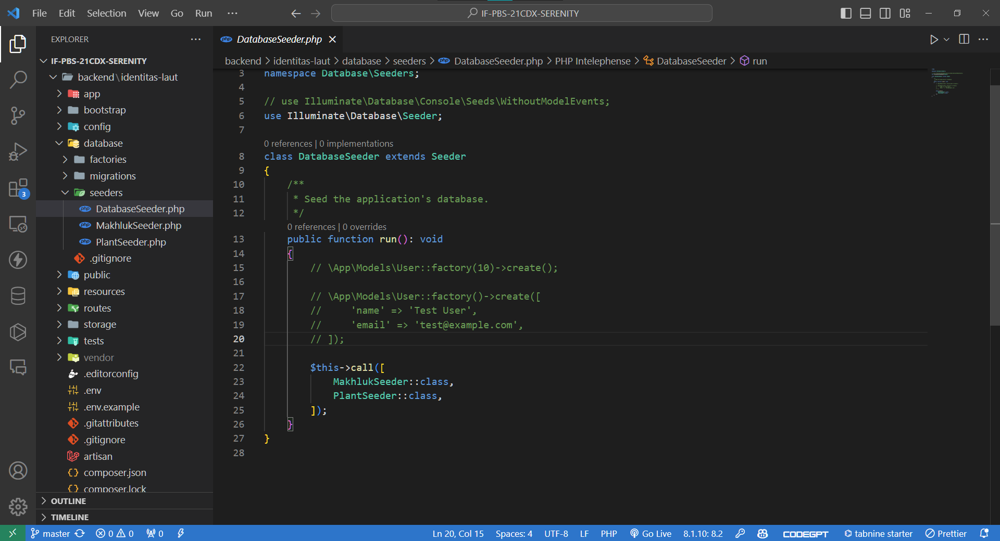 File Edit Selection View Go Run ···
IF-PBS-21CDX-SERENITY
EXPLORER
IF-PBS-21CDX-SERENITY
backend\identitas-laut
app
bootstrap
config
database
factories
migrations
seeders
DatabaseSeeder.php
MakhlukSeeder.php
PlantSeeder.php
.gitignore
public
resources
routes
storage
tests
vendor
.editorconfig
.env
.env.example
.gitattributes
.gitignore
artisan
composer.json
composer.lock
OUTLINE
TIMELINE
3
php DatabaseSeeder.php
backend > identitas-laut > database > seeders > php DatabaseSeeder.php > PHP Intelephense > DatabaseSeeder > run
3 namespace Database\Seeders;
4
5 // use Illuminate\Database\Console\Seeds\WithoutModelEvents;
6 use Illuminate\Database\Seeder;
7
0 references | 0 implementations
8 class DatabaseSeeder extends Seeder
9 {
10 /**
11 * Seed the application's database.
12 */
0 references | 0 overrides
13 public function run(): void
14 {
15 // \App\Models\User::factory(10)->create();
16
17 // \App\Models\User::factory()->create([
18 // 'name' => 'Test User',
19 // 'email' => 'test@example.com',
20 // ]);
21
22 $this->call([
23 MakhlukSeeder::class,
24 PlantSeeder::class,
25 ]);
26 }
27 }
28
master 0 0 0 Ln 20, Col 15 Spaces: 4 UTF-8 LF PHP Go Live 8.1.10: 8.2 CODEGPT tabnine starter Prettier